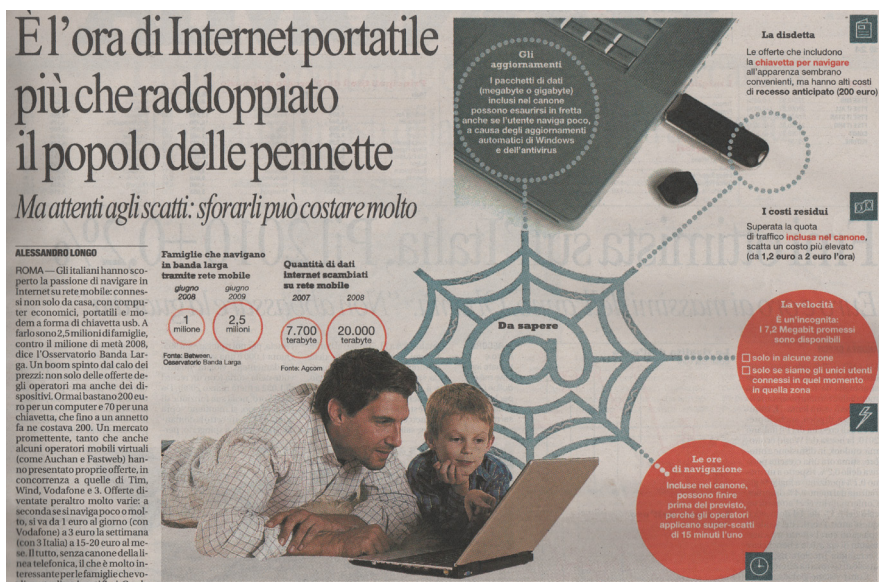 È l'ora di Internet portatile
più che raddoppiato
il popolo delle pennette
Ma attenti agli scatti: sforarli può costare molto
ALESSANDRO LONGO
ROMA — Gli italiani hanno sco-
perto la passione di navigare in
Internet su rete mobile: connes-
si non solo da casa, con compu-
ter economici, portatili e mo-
dem a forma di chiavetta usb. A
farlo sono 2,5 milioni di famiglie,
contro il milione di metà 2008,
dice l'Osservatorio Banda Lar-
ga. Un boom spinto dal calo dei
prezzi: non solo delle offerte de-
gli operatori ma anche dei di-
spositivi. Ormai bastano 200 eu-
ro per un computer e 70 per una
chiavetta, che fino a un annetto
fa ne costava 200. Un mercato
promettente, tanto che anche
alcuni operatori mobili virtuali
(come Auchan e Fastweb) han-
no presentato proprie offerte, in
concorrenza a quelle di Tim,
Wind, Vodafone e 3. Offerte di-
ventate peraltro molto varie: a
seconda se si naviga poco o mol-
to, si va da 1 euro al giorno (con
Vodafone) a 3 euro la settimana
(con 3 Italia) a 15-20 euro al me-
se. Il tutto, senza canone della li-
nea telefonica, il che è molto in-
teressante per le famiglie che vo-
Famiglie che navigano
in banda larga
tramite rete mobile
giugno
2008
giugno
2009
1
milione
2,5
milioni
Fonte: Between,
Osservatorio Banda Larga
Quantità di dati
internet scambiati
su rete mobile
2007
2008
7.700
terabyte
20.000
terabyte
Fonte: Agcom
Gli
aggiornamenti
I pacchetti di dati
(megabyte o gigabyte)
inclusi nel canone
possono esaurirsi in fretta
anche se l'utente naviga poco,
a causa degli aggiornamenti
automatici di Windows
e dell'antivirus
La disdetta
Le offerte che includono
la chiavetta per navigare
all'apparenza sembrano
convenienti, ma hanno alti costi
di recesso anticipato (200 euro)
I costi residui
Superata la quota
di traffico inclusa nel canone,
scatta un costo più elevato
(da 1,2 euro a 2 euro l'ora)
Da sapere
@
La velocità
È un'incognita:
i 7,2 Megabit promessi
sono disponibili
solo in alcune zone
solo se siamo gli unici utenti
connessi in quel momento
in quella zona
Le ore
di navigazione
Incluse nel canone,
possono finire
prima del previsto,
perché gli operatori
applicano super-scatti
di 15 minuti l'uno